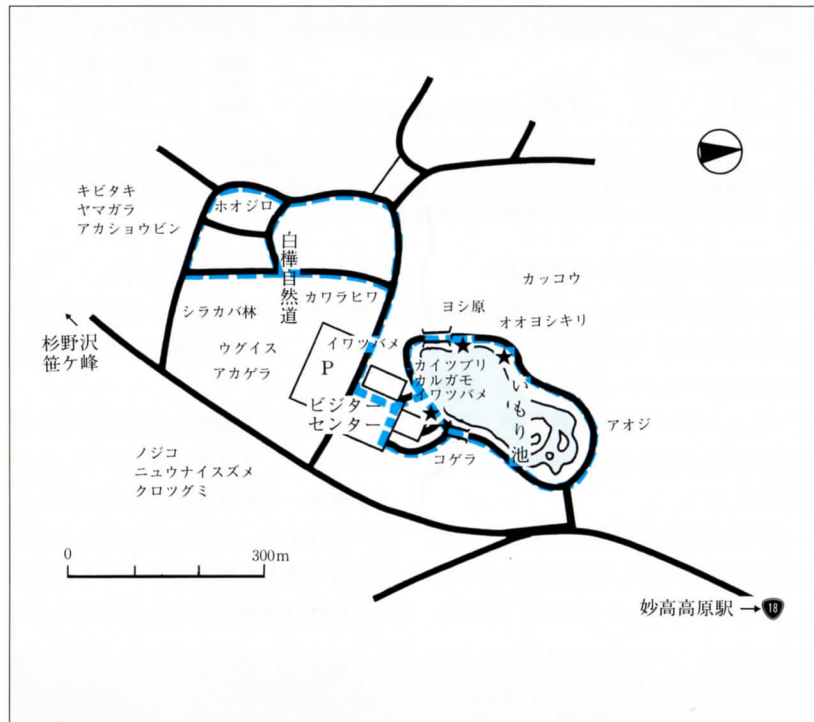 キビタキ
ヤマガラ
アカショウビン
ホオジロ
白樺自然道
カッコウ
カワラヒワ
ヨシ原
シラカバ林
オオヨシキリ
杉野沢
笹ケ峰
イワツバメ
ウグイス
アカゲラ
P
カイツブリ
カルガモ
イワツバメ
いもり池
ビジター
センター
アオジ
コゲラ
ノジコ
ニュウナイスズメ
クロツグミ
0 300m
妙高高原駅→18